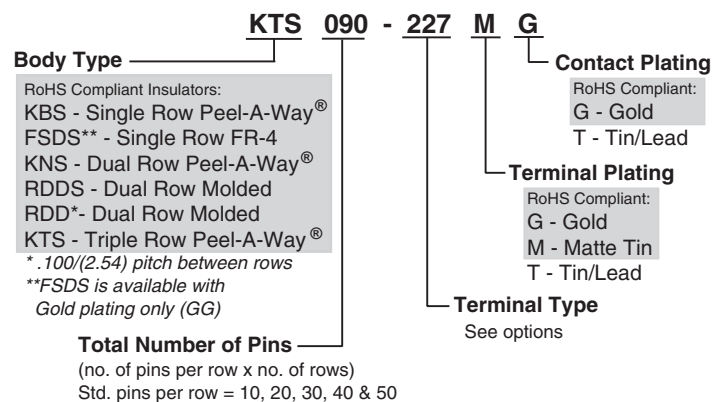 KTS 090 - 227 M G
Body Type
RoHS Compliant Insulators:
KBS - Single Row Peel-A-Way®
FSDS** - Single Row FR-4
KNS - Dual Row Peel-A-Way®
RDDS - Dual Row Molded
RDD*- Dual Row Molded
KTS - Triple Row Peel-A-Way®
* .100/(2.54) pitch between rows
**FSDS is available with
Gold plating only (GG)
Total Number of Pins
(no. of pins per row x no. of rows)
Std. pins per row = 10, 20, 30, 40 & 50
Contact Plating
RoHS Compliant:
G - Gold
T - Tin/Lead
Terminal Plating
RoHS Compliant:
G - Gold
M - Matte Tin
T - Tin/Lead
Terminal Type
See options